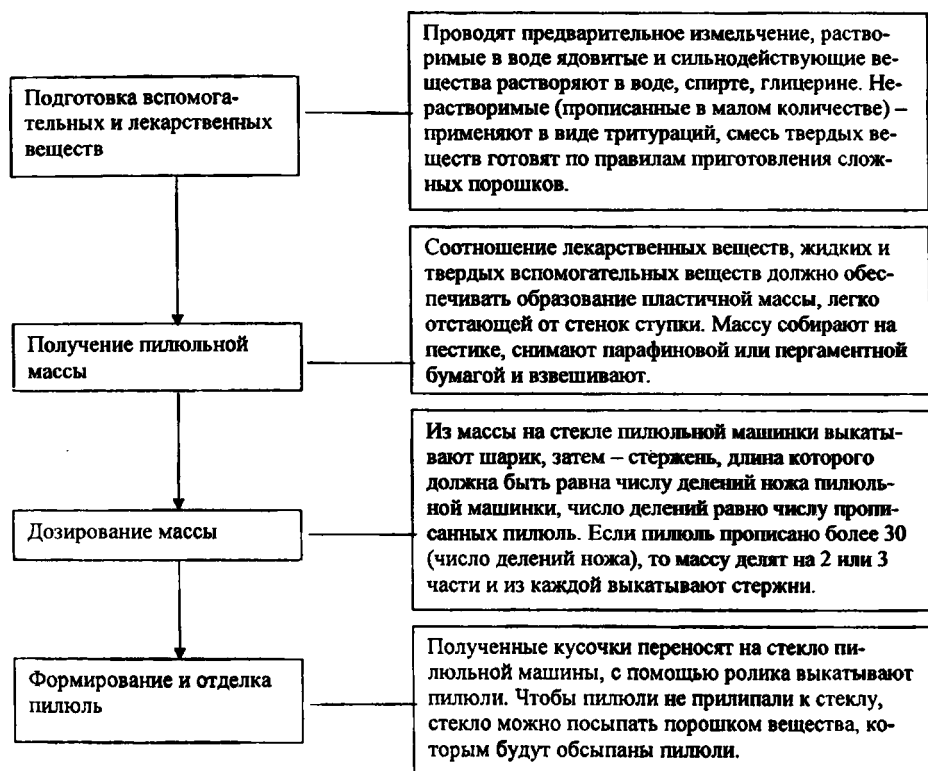 Проводят предварительное измельчение, раство-
римые в воде ядовитые и сильнодействующие ве-
щества растворяют в воде, спирте, глицерине. Не-
растворимые (прописанные в малом количестве) –
применяют в виде тритураций, смесь твердых ве-
ществ готовят по правилам приготовления слож-
ных порошков.
Подготовка вспомога-
тельных и лекарственных
веществ
Соотношение лекарственных веществ, жидких и
твердых вспомогательных веществ должно обес-
печивать образование пластичной массы, легко
отстающей от стенок ступки. Массу собирают на
пестике, снимают парафиновой или пергаментной
бумагой и взвешивают.
Получение пилюльной
массы
Из массы на стекле пилюльной машинки выкаты-
вают шарик, затем – стержень, длина которого
должна быть равна числу делений ножа пилюль-
ной машинки, число делений равно числу пропи-
санных пилюль. Если пилюль прописано более 30
(число делений ножа), то массу делят на 2 или 3
части и из каждой выкатывают стержни.
Дозирование массы
Полученные кусочки переносят на стекло пи-
люльной машины, с помощью ролика выкатывают
пилюли. Чтобы пилюли не прилипали к стеклу,
стекло можно посыпать порошком вещества, ко-
торым будут обсыпаны пилюли.
Формирование и отделка
пилюль